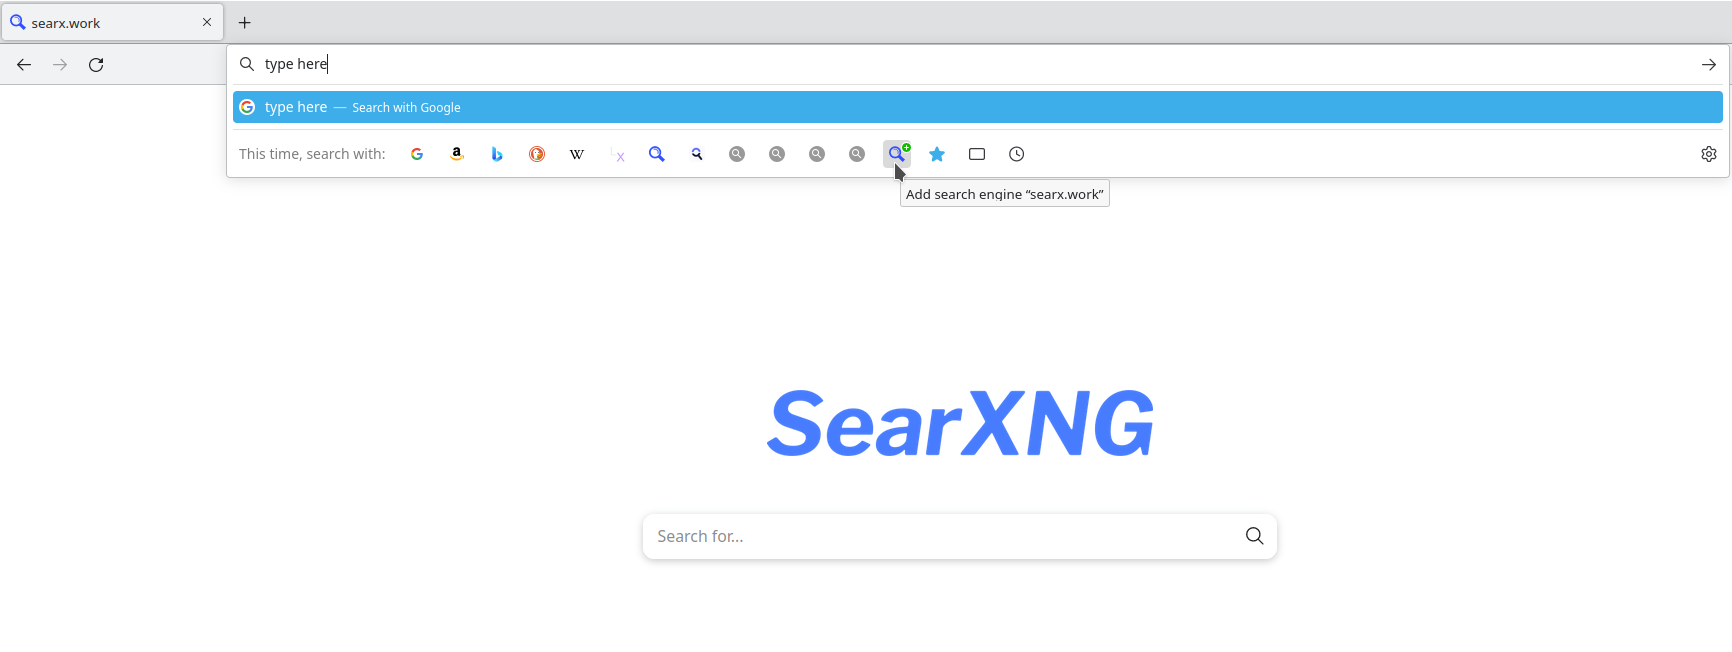 searx.work
type here
type here — Search with Google
This time, search with:
Add search engine “searx.work”
SearXNG
Search for...